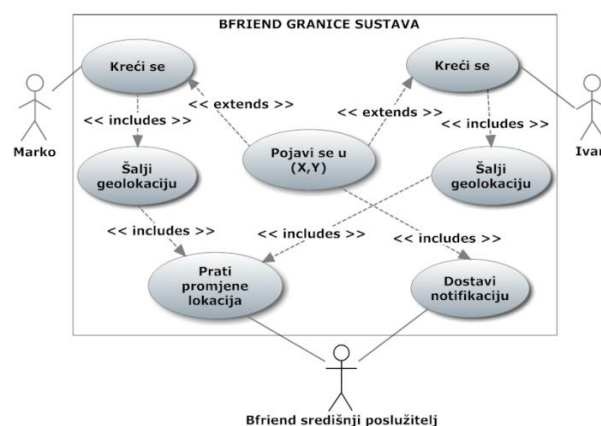 BFRIEND GRANICE SUSTAVA
Kreći se
Kreći se
<< extends >>
<< extends >>
<< includes >>
<< includes >>
Marko
Ivan
Šalji
geolokaciju
Pojavi se u
(X,Y)
Šalji
geolokaciju
<< includes >>
<< includes >>
<< includes >>
Prati
promjene
lokacija
Dostavi
notifikaciju
Bfriend središnji poslužitelj